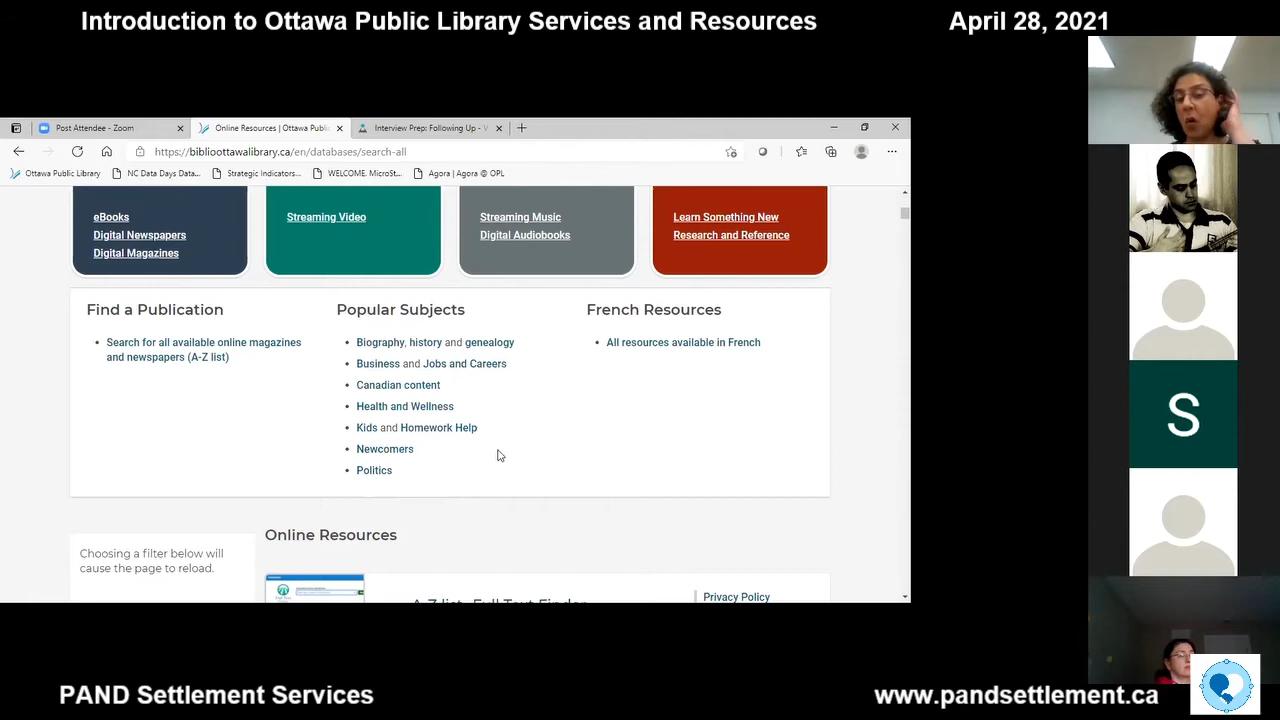 Introduction to Ottawa Public Library Services and Resources
April 28, 2021
Post Attendee - Zoom
Online Resources | Ottawa Public
Interview Prep: Following Up - V
https://biblioottawalibrary.ca/en/databases/search-all
Ottawa Public Library
NC Data Days Data...
Strategic Indicators...
WELCOME. MicroSt...
Agora | Agora @ OPL
eBooks
Digital Newspapers
Digital Magazines
Streaming Video
Streaming Music
Digital Audiobooks
Learn Something New
Research and Reference
Find a Publication
Search for all available online magazines
and newspapers (A-Z list)
Popular Subjects
Biography, history and genealogy
Business and Jobs and Careers
Canadian content
Health and Wellness
Kids and Homework Help
Newcomers
Politics
French Resources
All resources available in French
Choosing a filter below will
cause the page to reload.
Online Resources
A-Z list: Full Text Finder
Privacy Policy
S
PAND Settlement Services
www.pandsettlement.ca